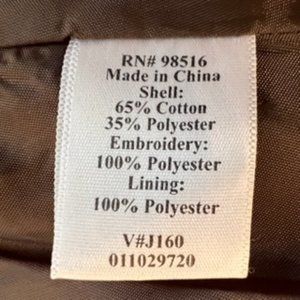 RN# 98516
Made in China
Shell:
65% Cotton
35% Polyester
Embroidery:
100% Polyester
Lining:
100% Polyester
V#J160
011029720